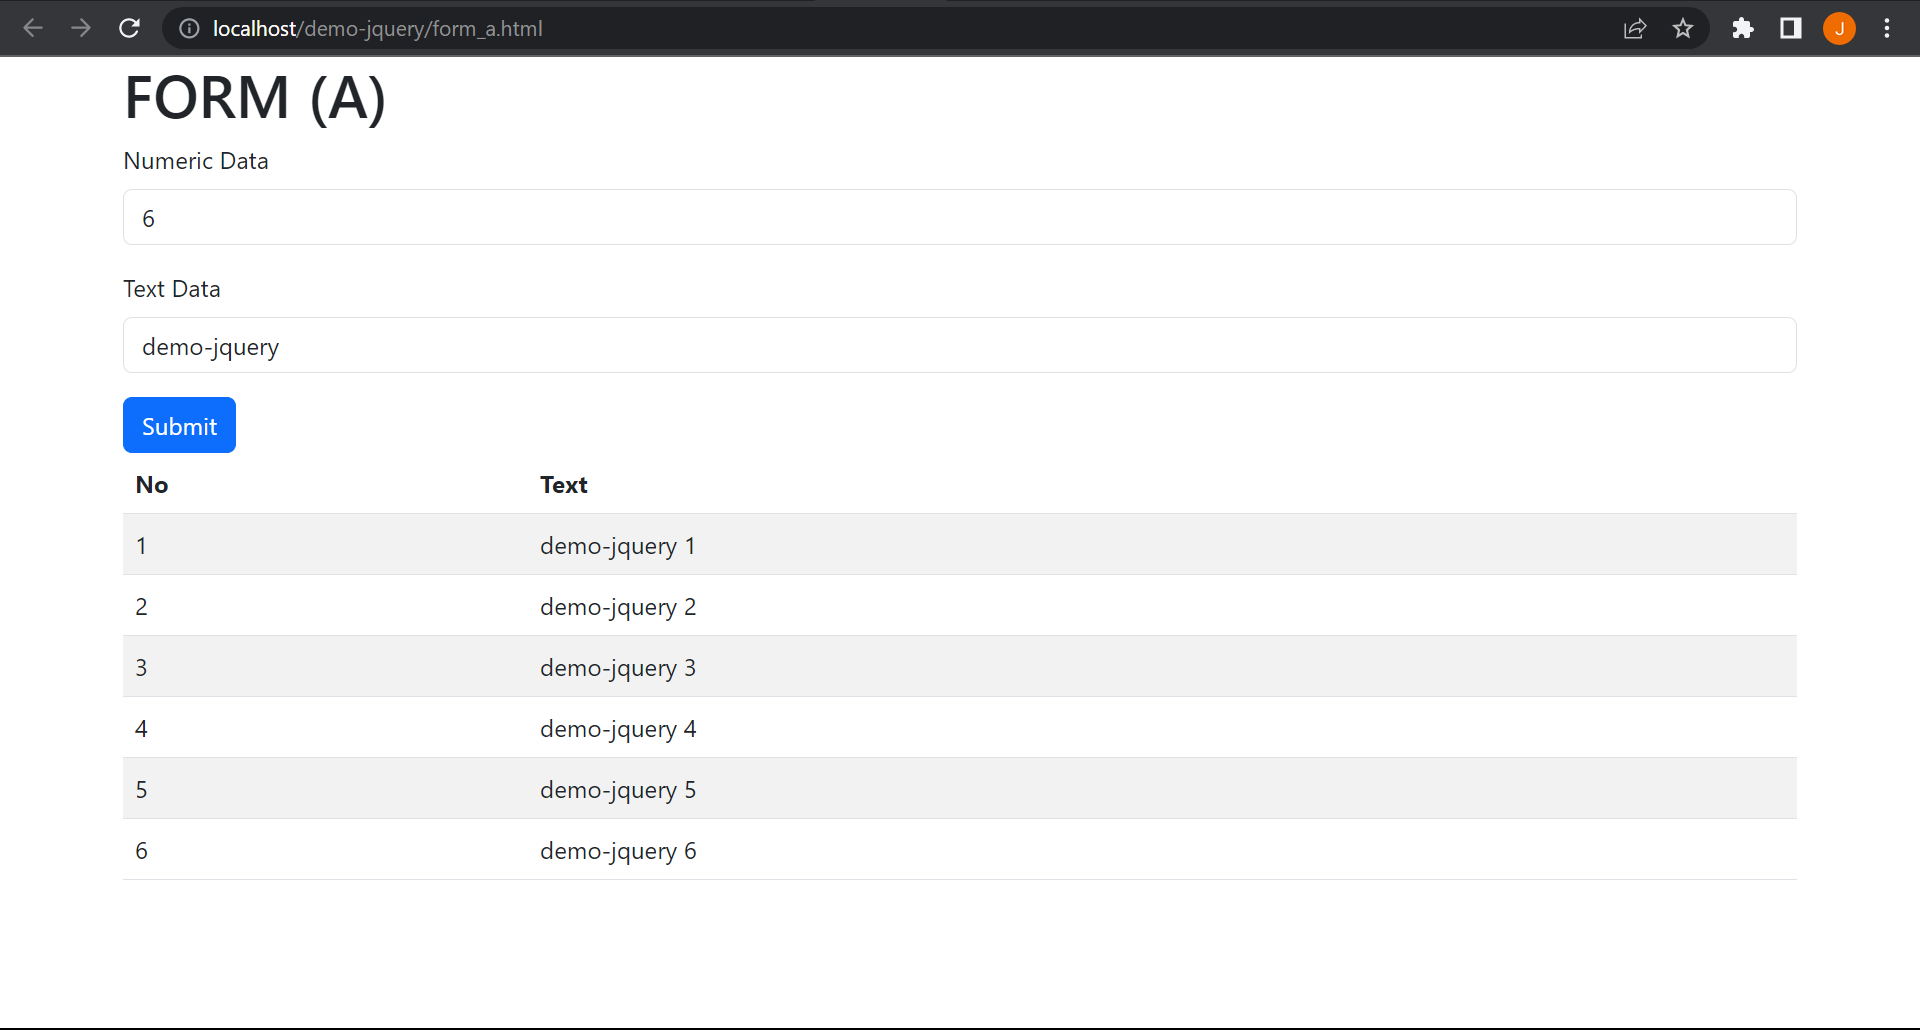 localhost/demo-jquery/form_a.html
J
FORM (A)
Numeric Data
6
Text Data
demo-jquery
Submit
No Text
1 demo-jquery 1
2 demo-jquery 2
3 demo-jquery 3
4 demo-jquery 4
5 demo-jquery 5
6 demo-jquery 6